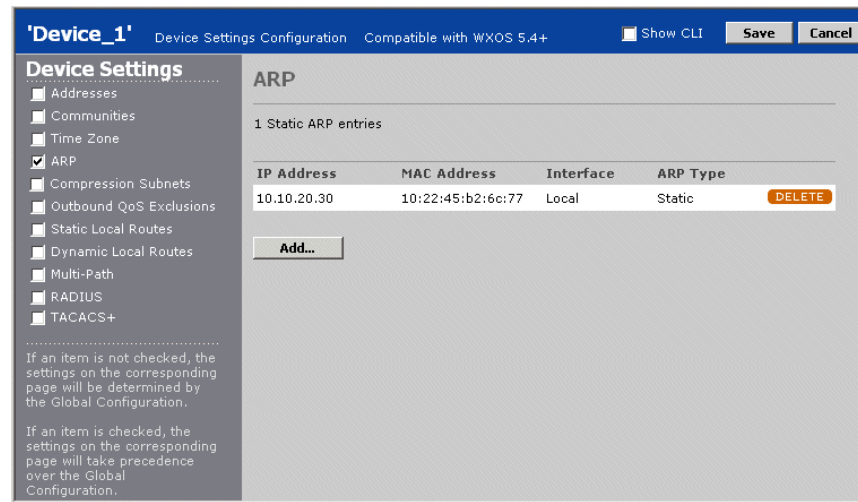 'Device_1' Device Settings Configuration Compatible with WXOS 5.4+ Show CLI Save Cancel
Device Settings
Addresses
Communities
Time Zone
ARP
Compression Subnets
Outbound QoS Exclusions
Static Local Routes
Dynamic Local Routes
Multi-Path
RADIUS
TACACS+
If an item is not checked, the
settings on the corresponding
page will be determined by
the Global Configuration.
If an item is checked, the
settings on the corresponding
page will take precedence
over the Global
Configuration.
ARP
1 Static ARP entries
IP Address MAC Address Interface ARP Type
10.10.20.30 10:22:45:b2:6c:77 Local Static DELETE
Add...